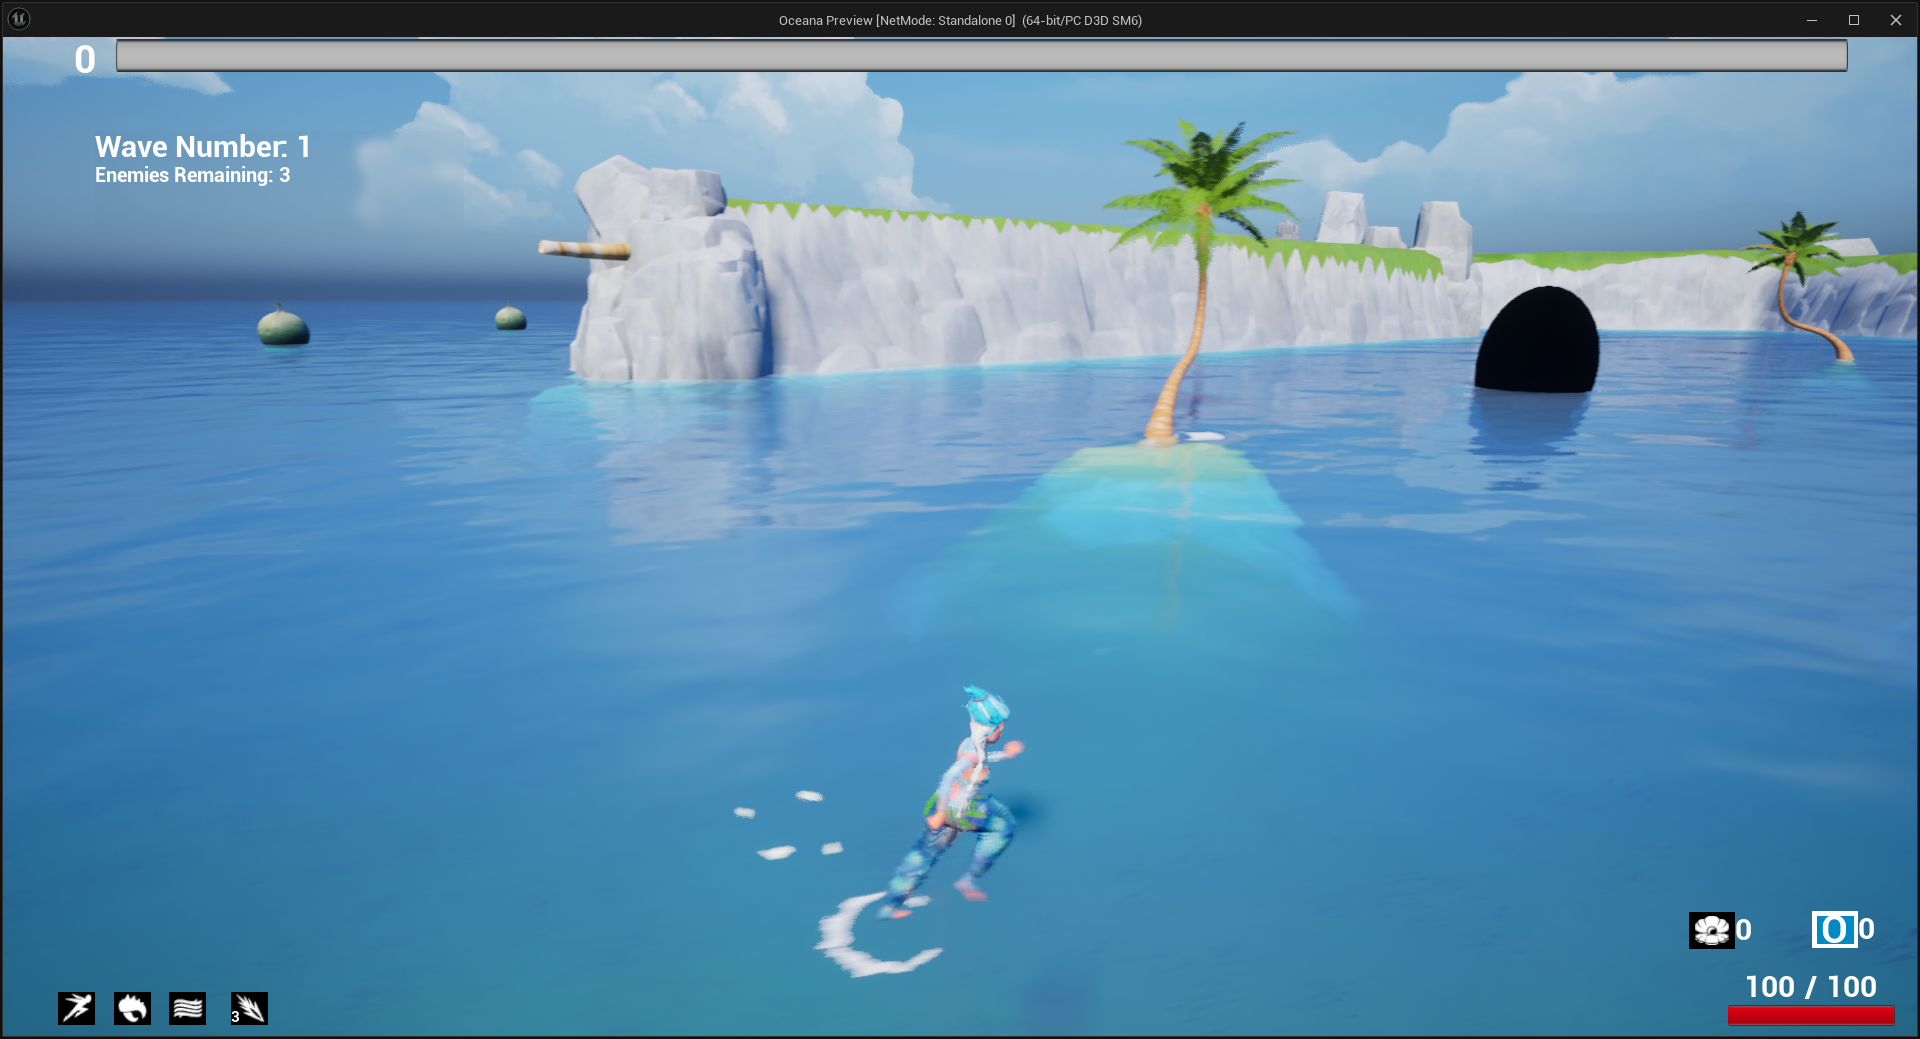 Oceana Preview [NetMode: Standalone 0] (64-bit/PC D3D SM6)
0
Wave Number: 1
Enemies Remaining: 3
0
O 0
100 / 100
3